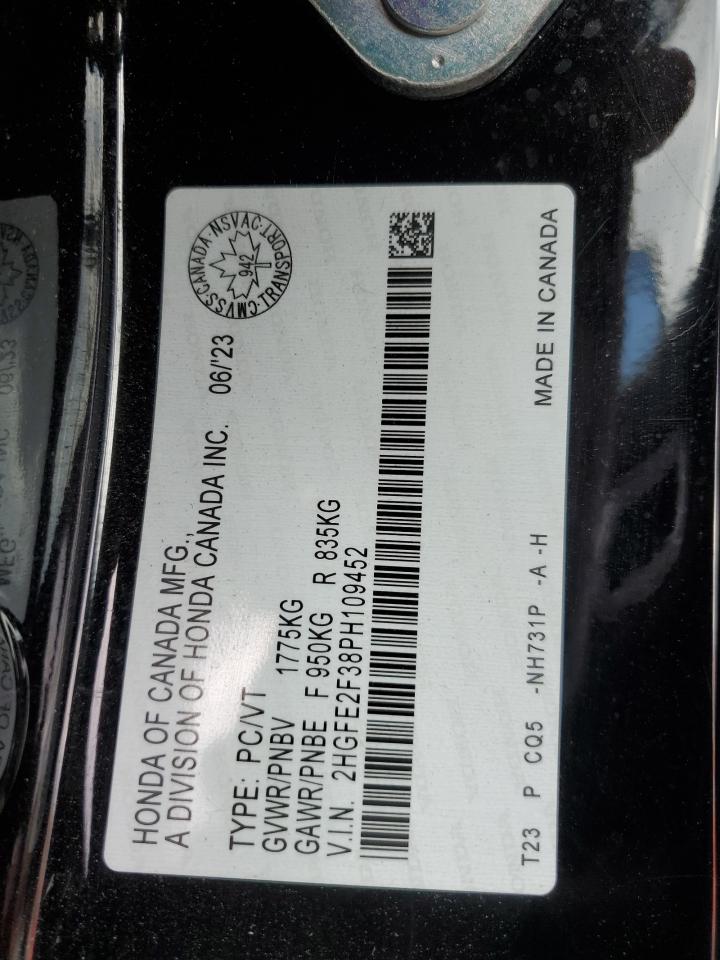 HONDA OF CANADA MFG.,
A DIVISION OF HONDA CANADA INC. 06/'23
CMVSS·CANADA·NSVAC·TRANSPORT·
942
TYPE: PC/VT
GVWR/PNBV 1775KG
GAWR/PNBE F 950KG R 835KG
V.I.N. 2HGFE2F38PH109452
T23 P CQ5 -NH731P -A -H MADE IN CANADA